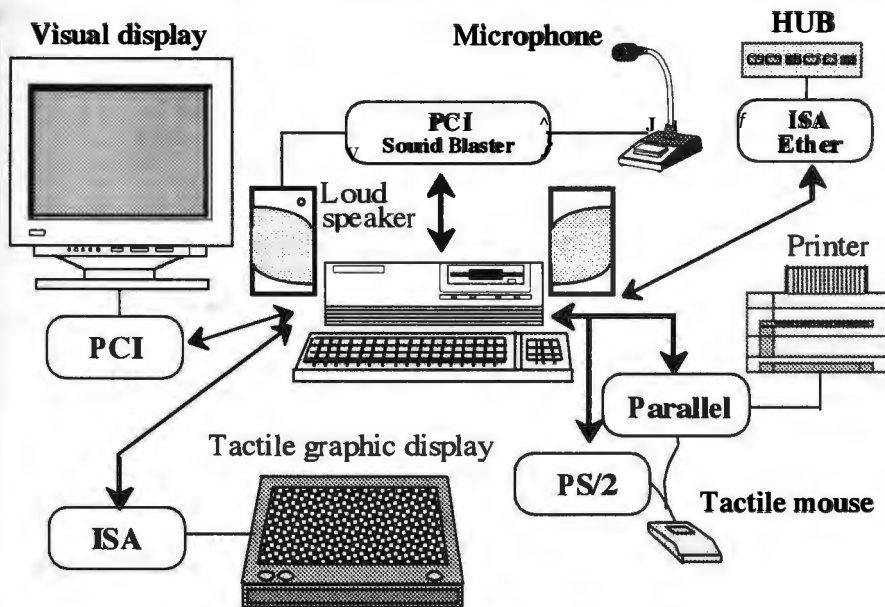 Visual display
Microphone
HUB
PCI
Sound Blaster
ISA
Ether
Loud
speaker
Printer
PCI
Parallel
Tactile graphic display
PS/2
Tactile mouse
ISA